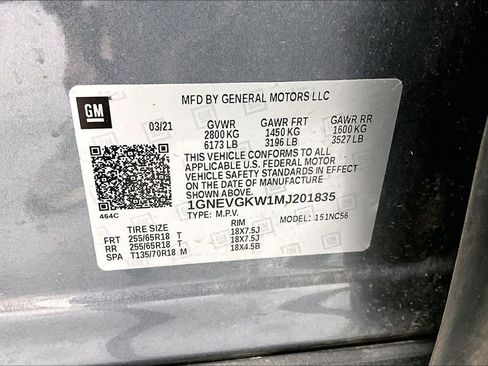 GM
MFD BY GENERAL MOTORS LLC
03/21 GVWR GAWR FRT GAWR RR
2800 KG 1450 KG 1600 KG
6173 LB 3196 LB 3527 LB
THIS VEHICLE CONFORMS TO ALL
APPLICABLE U.S. FEDERAL MOTOR
VEHICLE SAFETY STANDARDS IN EFFECT
ON THE DATE OF MANUFACTURE
SHOWN ABOVE.
1GNEVGKW1MJ201835
464C TYPE: M.P.V. MODEL: 151NC56
TIRE SIZE RIM
FRT 255/65R18 T 18X7.5J
RR 255/65R18 T 18X7.5J
SPA T135/70R18 M 18X4.5B